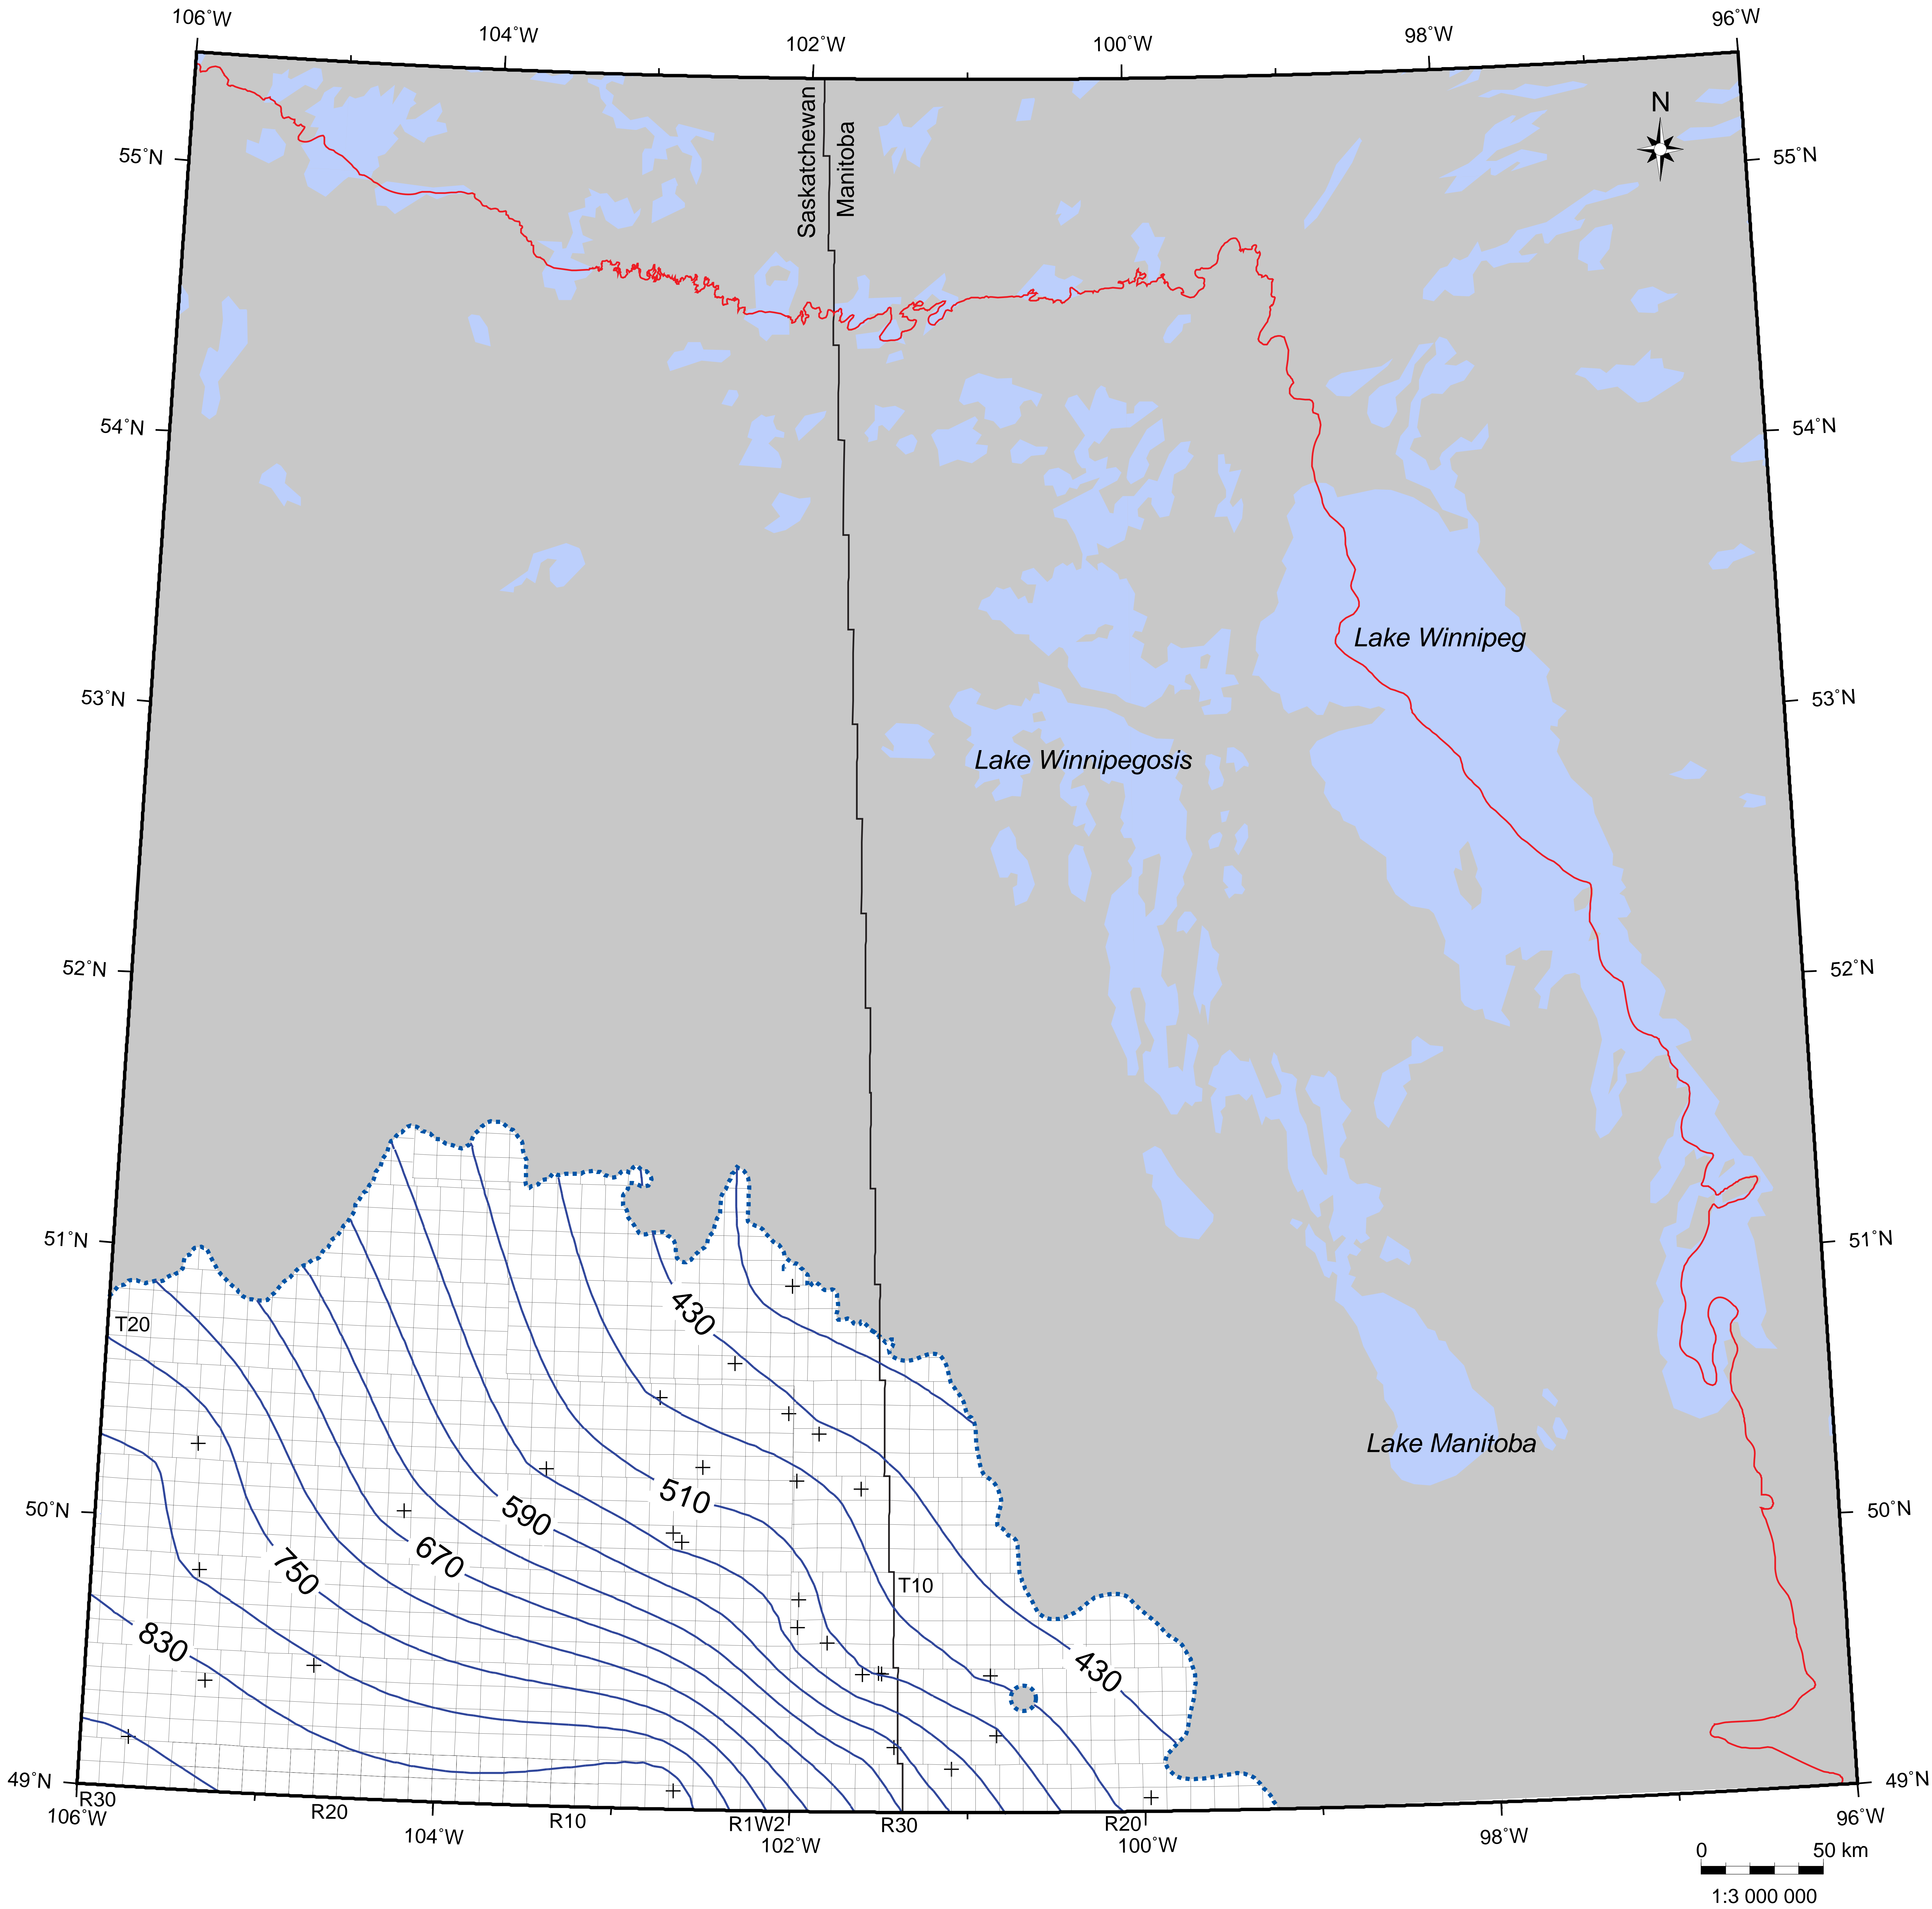 106°W
104°W
102°W
100°W
98°W
96°W
Saskatchewan
Manitoba
N
55°N
55°N
54°N
54°N
Lake Winnipeg
53°N
53°N
Lake Winnipegosis
52°N
52°N
51°N
51°N
T20
430
Lake Manitoba
50°N
50°N
510
590
670
750
T10
830
430
49°N
49°N
R30
R20
R10
R1W2
R30
R20
106°W
104°W
102°W
100°W
98°W
96°W
0 50 km
1:3 000 000